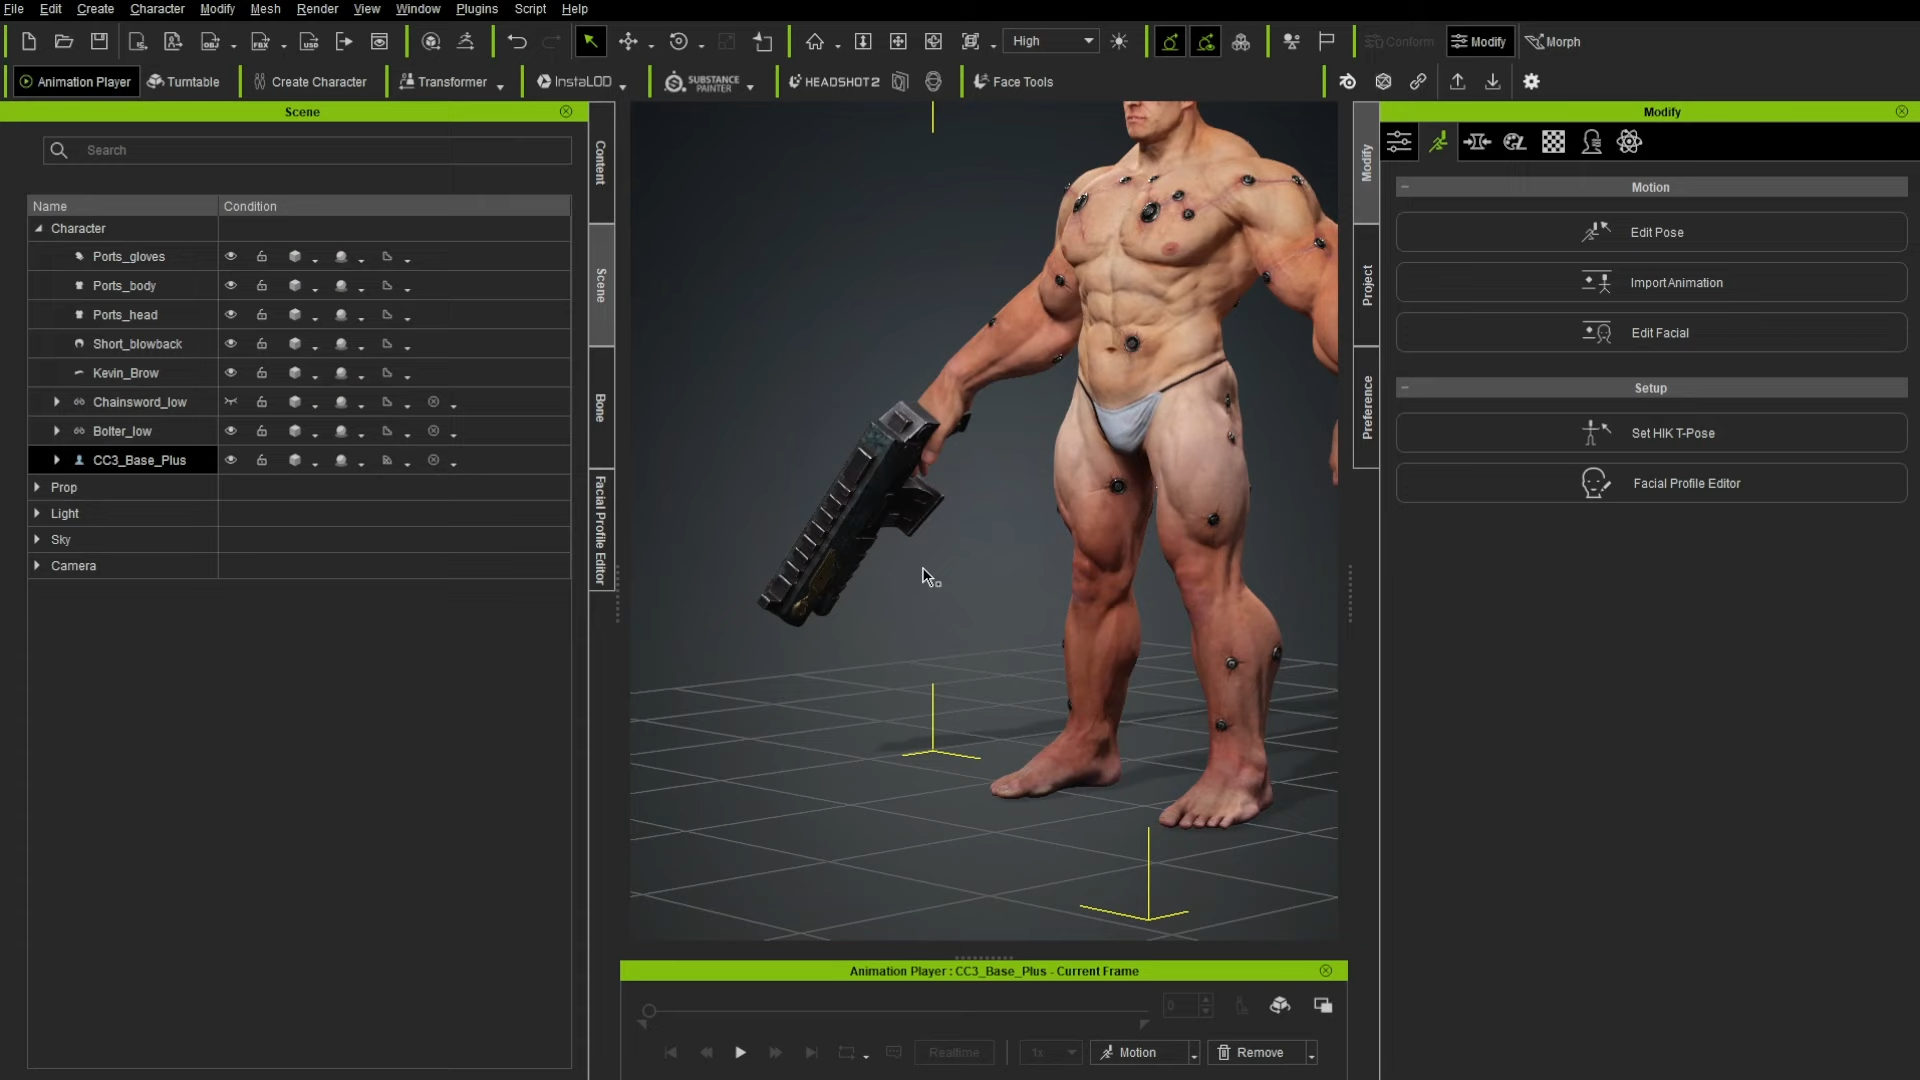 File Edit Create Character Modify Mesh Render View Window Plugins Script Help
High Conform Modify Morph
Animation Player Turntable Create Character Transformer InstaLOD SUBSTANCE PAINTER HEADSHOT 2 Face Tools
Scene
Search
Name Condition
Character
Ports_gloves
Ports_body
Ports_head
Short_blowback
Kevin_Brow
Chainsword_low
Bolter_low
CC3_Base_Plus
Prop
Light
Sky
Camera
Content
Scene
Bone
Facial Profile Editor
Modify
Project
Preference
Modify
Motion
Edit Pose
Import Animation
Edit Facial
Setup
Set HIK T-Pose
Facial Profile Editor
Animation Player : CC3_Base_Plus - Current Frame
0
Realtime 1x Motion Remove